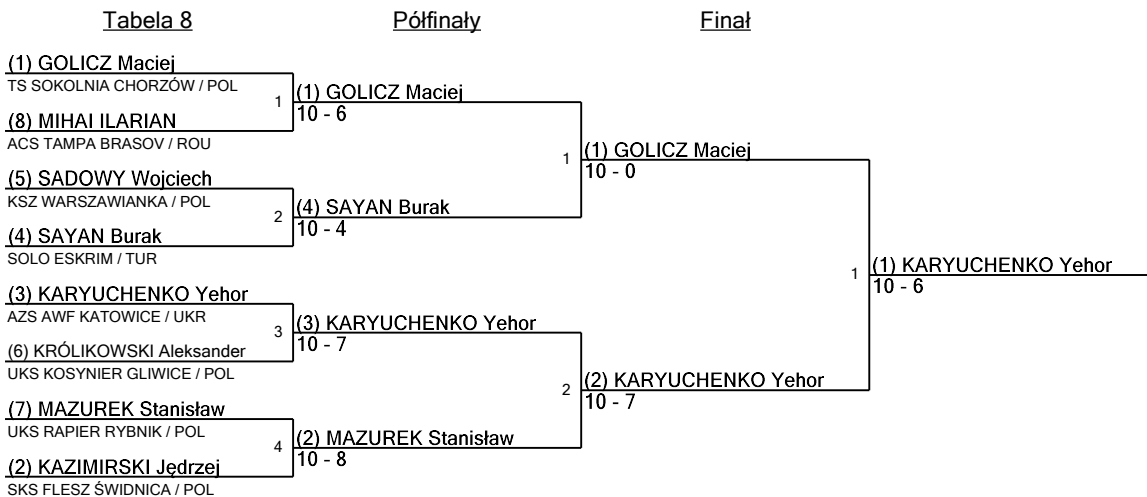 Tabela 8
Półfinały
Finał
(1) GOLICZ Maciej
TS SOKOLNIA CHORZÓW / POL
1
(8) MIHAI ILARIAN
ACS TAMPA BRASOV / ROU
(1) GOLICZ Maciej
10 - 6
(5) SADOWY Wojciech
KSZ WARSZAWIANKA / POL
2
(4) SAYAN Burak
SOLO ESKRIM / TUR
(4) SAYAN Burak
10 - 4
1
(1) GOLICZ Maciej
10 - 0
(3) KARYUCHENKO Yehor
AZS AWF KATOWICE / UKR
3
(6) KRÓLIKOWSKI Aleksander
UKS KOSYNIER GLIWICE / POL
(3) KARYUCHENKO Yehor
10 - 7
(7) MAZUREK Stanisław
UKS RAPIER RYBNIK / POL
4
(2) KAZIMIRSKI Jędrzej
SKS FLESZ ŚWIDNICA / POL
(2) MAZUREK Stanisław
10 - 8
2
(2) KARYUCHENKO Yehor
10 - 7
1
(1) KARYUCHENKO Yehor
10 - 6